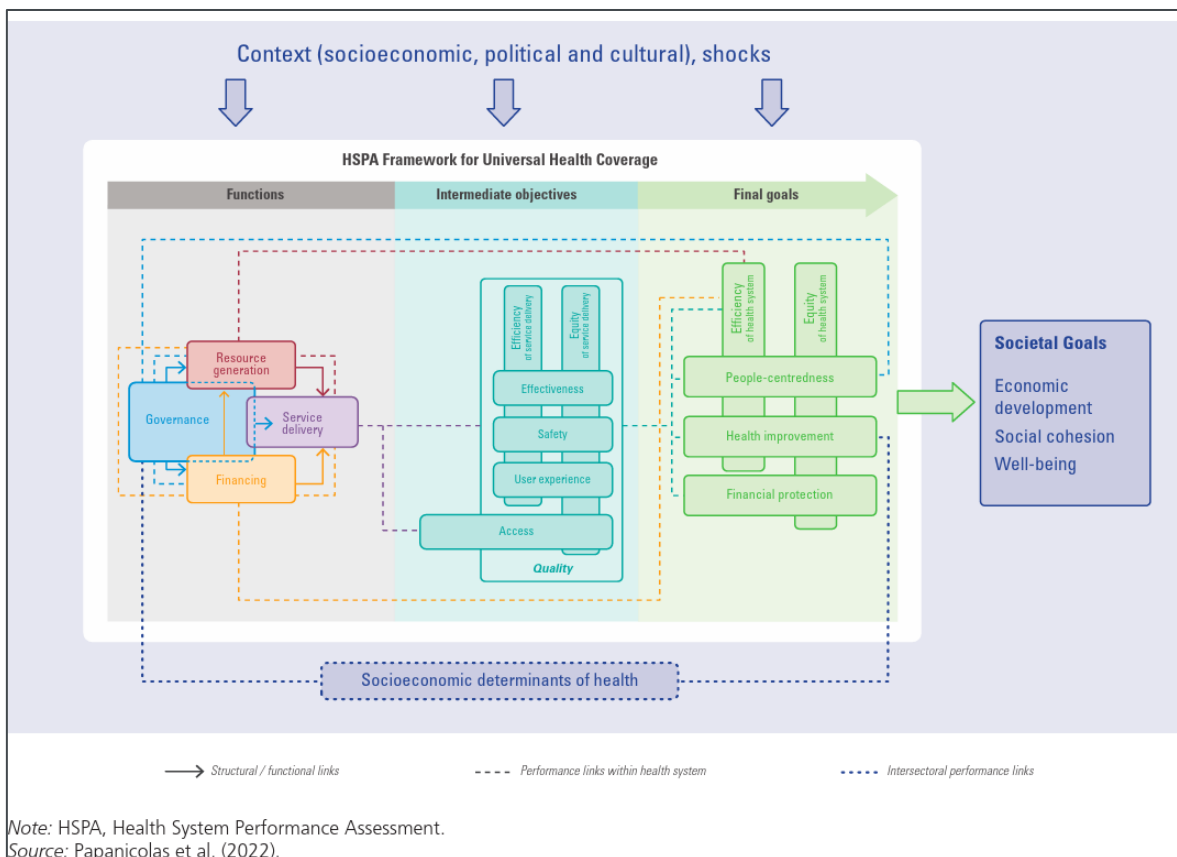 Context (socioeconomic, political and cultural), shocks
HSPA Framework for Universal Health Coverage
Functions
Intermediate objectives
Final goals
Efficiency
of service delivery
Equity
of service delivery
Efficiency
of health system
Equity
of health system
Resource
generation
Governance
Service
delivery
Financing
Effectiveness
Safety
User experience
Access
Quality
People-centredness
Health improvement
Financial protection
Societal Goals
Economic
development
Social cohesion
Well-being
Socioeconomic determinants of health
Structural / functional links
Performance links within health system
Intersectoral performance links
Note: HSPA, Health System Performance Assessment.
Source: Papanicolas et al. (2022).